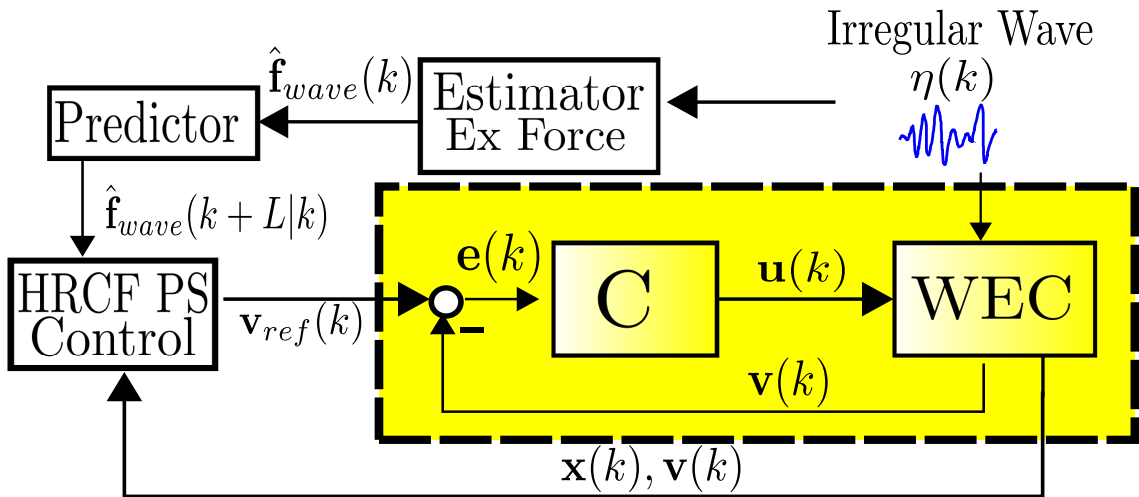 Irregular Wave
η(k)
f̂_wave(k)
Estimator
Ex Force
Predictor
f̂_wave(k + L|k)
HRCF PS
Control
v_ref(k)
e(k)
−
C
u(k)
WEC
v(k)
x(k), v(k)